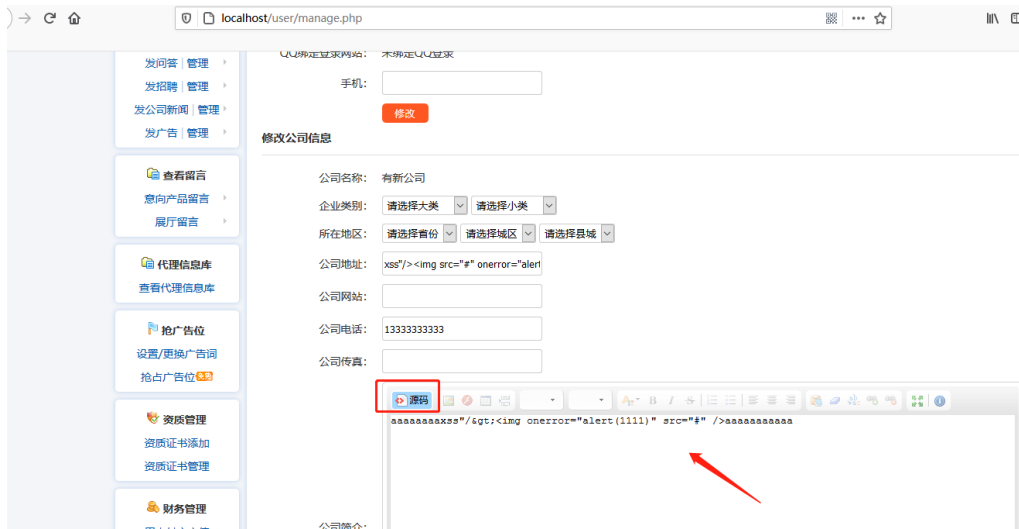 localhost/user/manage.php
发问答 | 管理
发招聘 | 管理
发公司新闻 | 管理
发广告 | 管理
查看留言
意向产品留言
展厅留言
代理信息库
查看代理信息库
抢广告位
设置/更换广告词
抢占广告位
资质管理
资质证书添加
资质证书管理
财务管理
QQ绑定登录网站： 未绑定QQ登录
手机：
修改
修改公司信息
公司名称： 有新公司
企业类别： 请选择大类 请选择小类
所在地区： 请选择省份 请选择城区 请选择县城
公司地址： xss"/><img src="#" onerror="alert
公司网站：
公司电话： 13333333333
公司传真：
源码
aaaaaaaaxss"/&gt;<img onerror="alert(1111)" src="#" />aaaaaaaaaaa
公司简介：